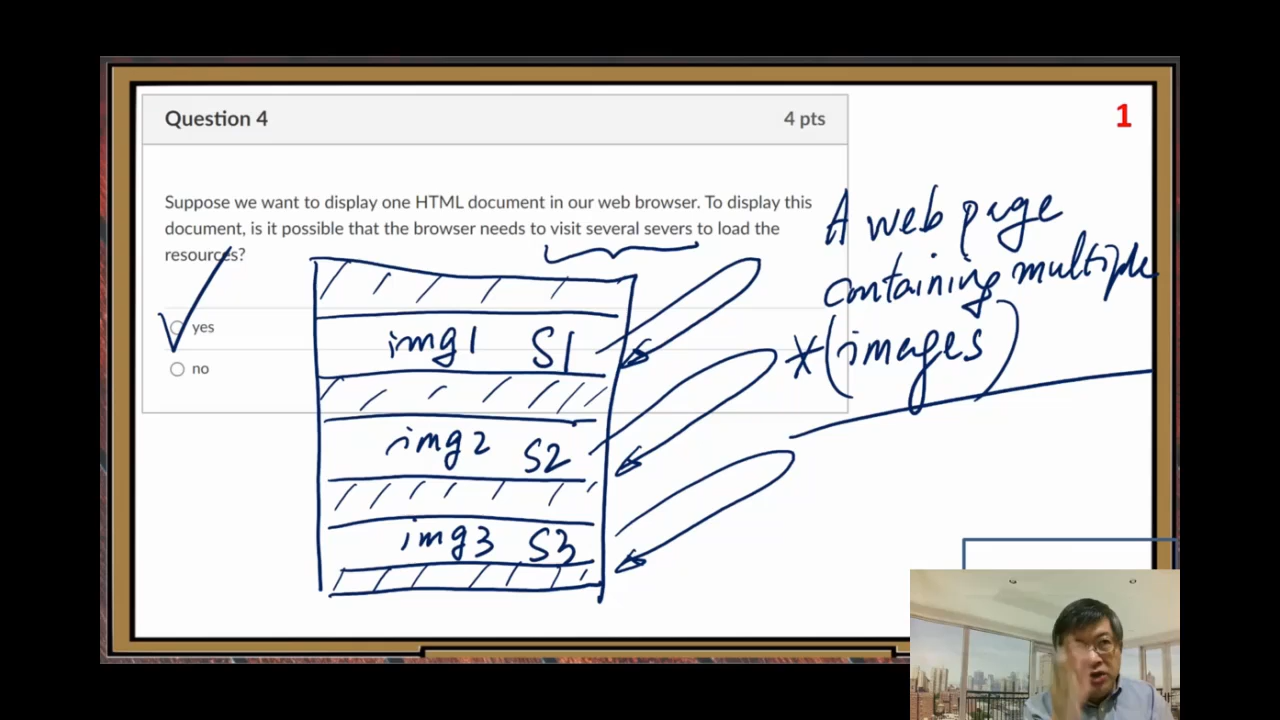 Question 4
4 pts
1
Suppose we want to display one HTML document in our web browser. To display this
document, is it possible that the browser needs to visit several severs to load the
resources?
yes
no
A web page
containing multiple
*(images)
img1 S1
img2 S2
img3 S3